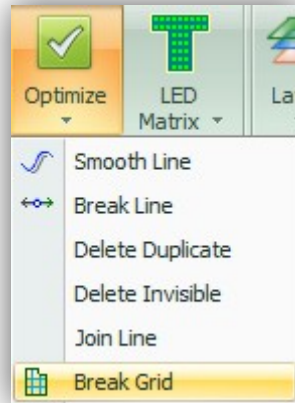 Optimize
LED
Matrix
Smooth Line
Break Line
Delete Duplicate
Delete Invisible
Join Line
Break Grid